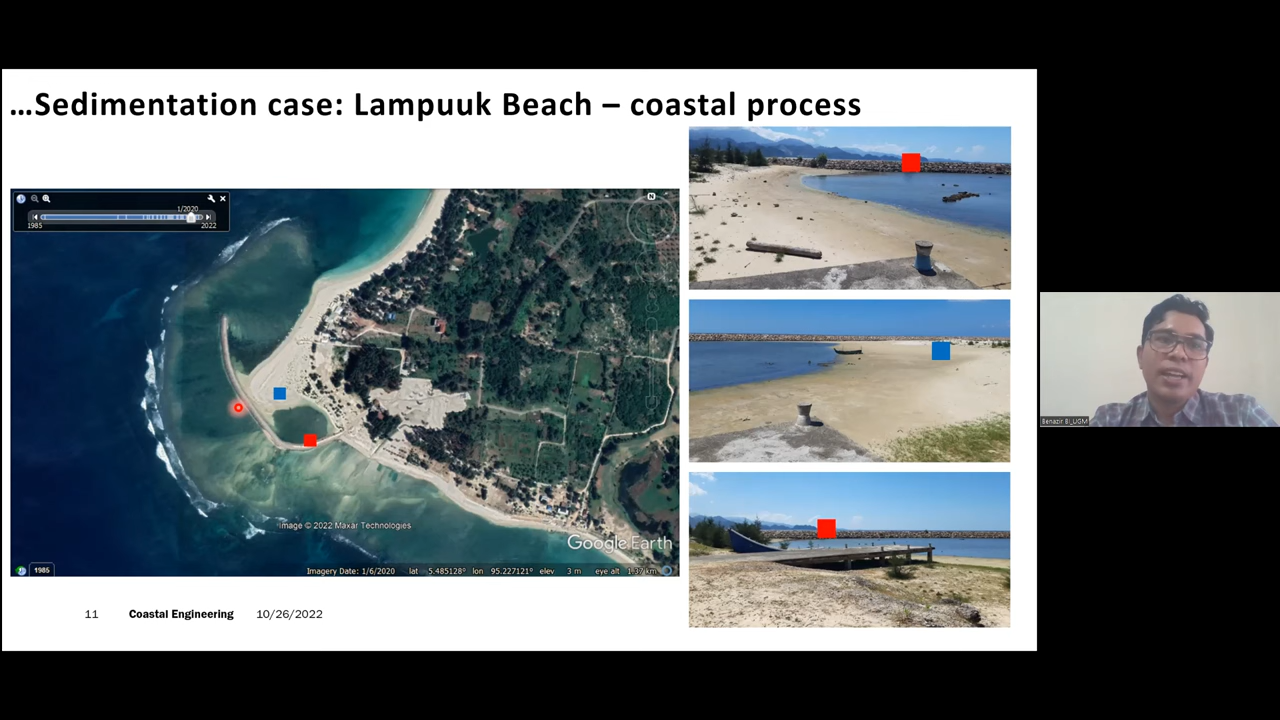 ...Sedimentation case: Lampuuk Beach – coastal process
1/2020
1985
2022
N
Image © 2022 Maxar Technologies
Google Earth
1985
Imagery Date: 1/6/2020 lat 5.485128° lon 95.227121° elev 3 m eye alt 1.37 km
11 Coastal Engineering 10/26/2022
Benazir BI_UGM